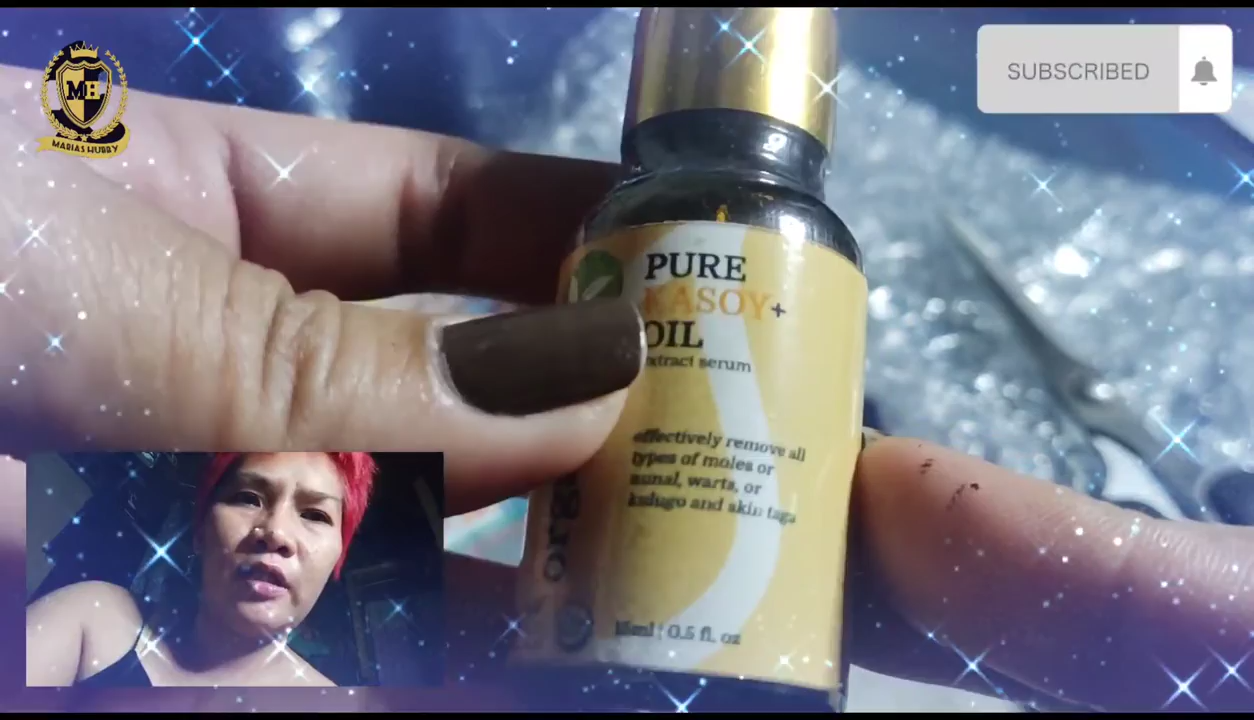 MH
MARIAS HUBBY
SUBSCRIBED
PURE
KASOY+
OIL
extract serum
effectively remove all
types of moles or
nunal, warts, or
kulugo and skin tags
15ml | 0.5 fl. oz